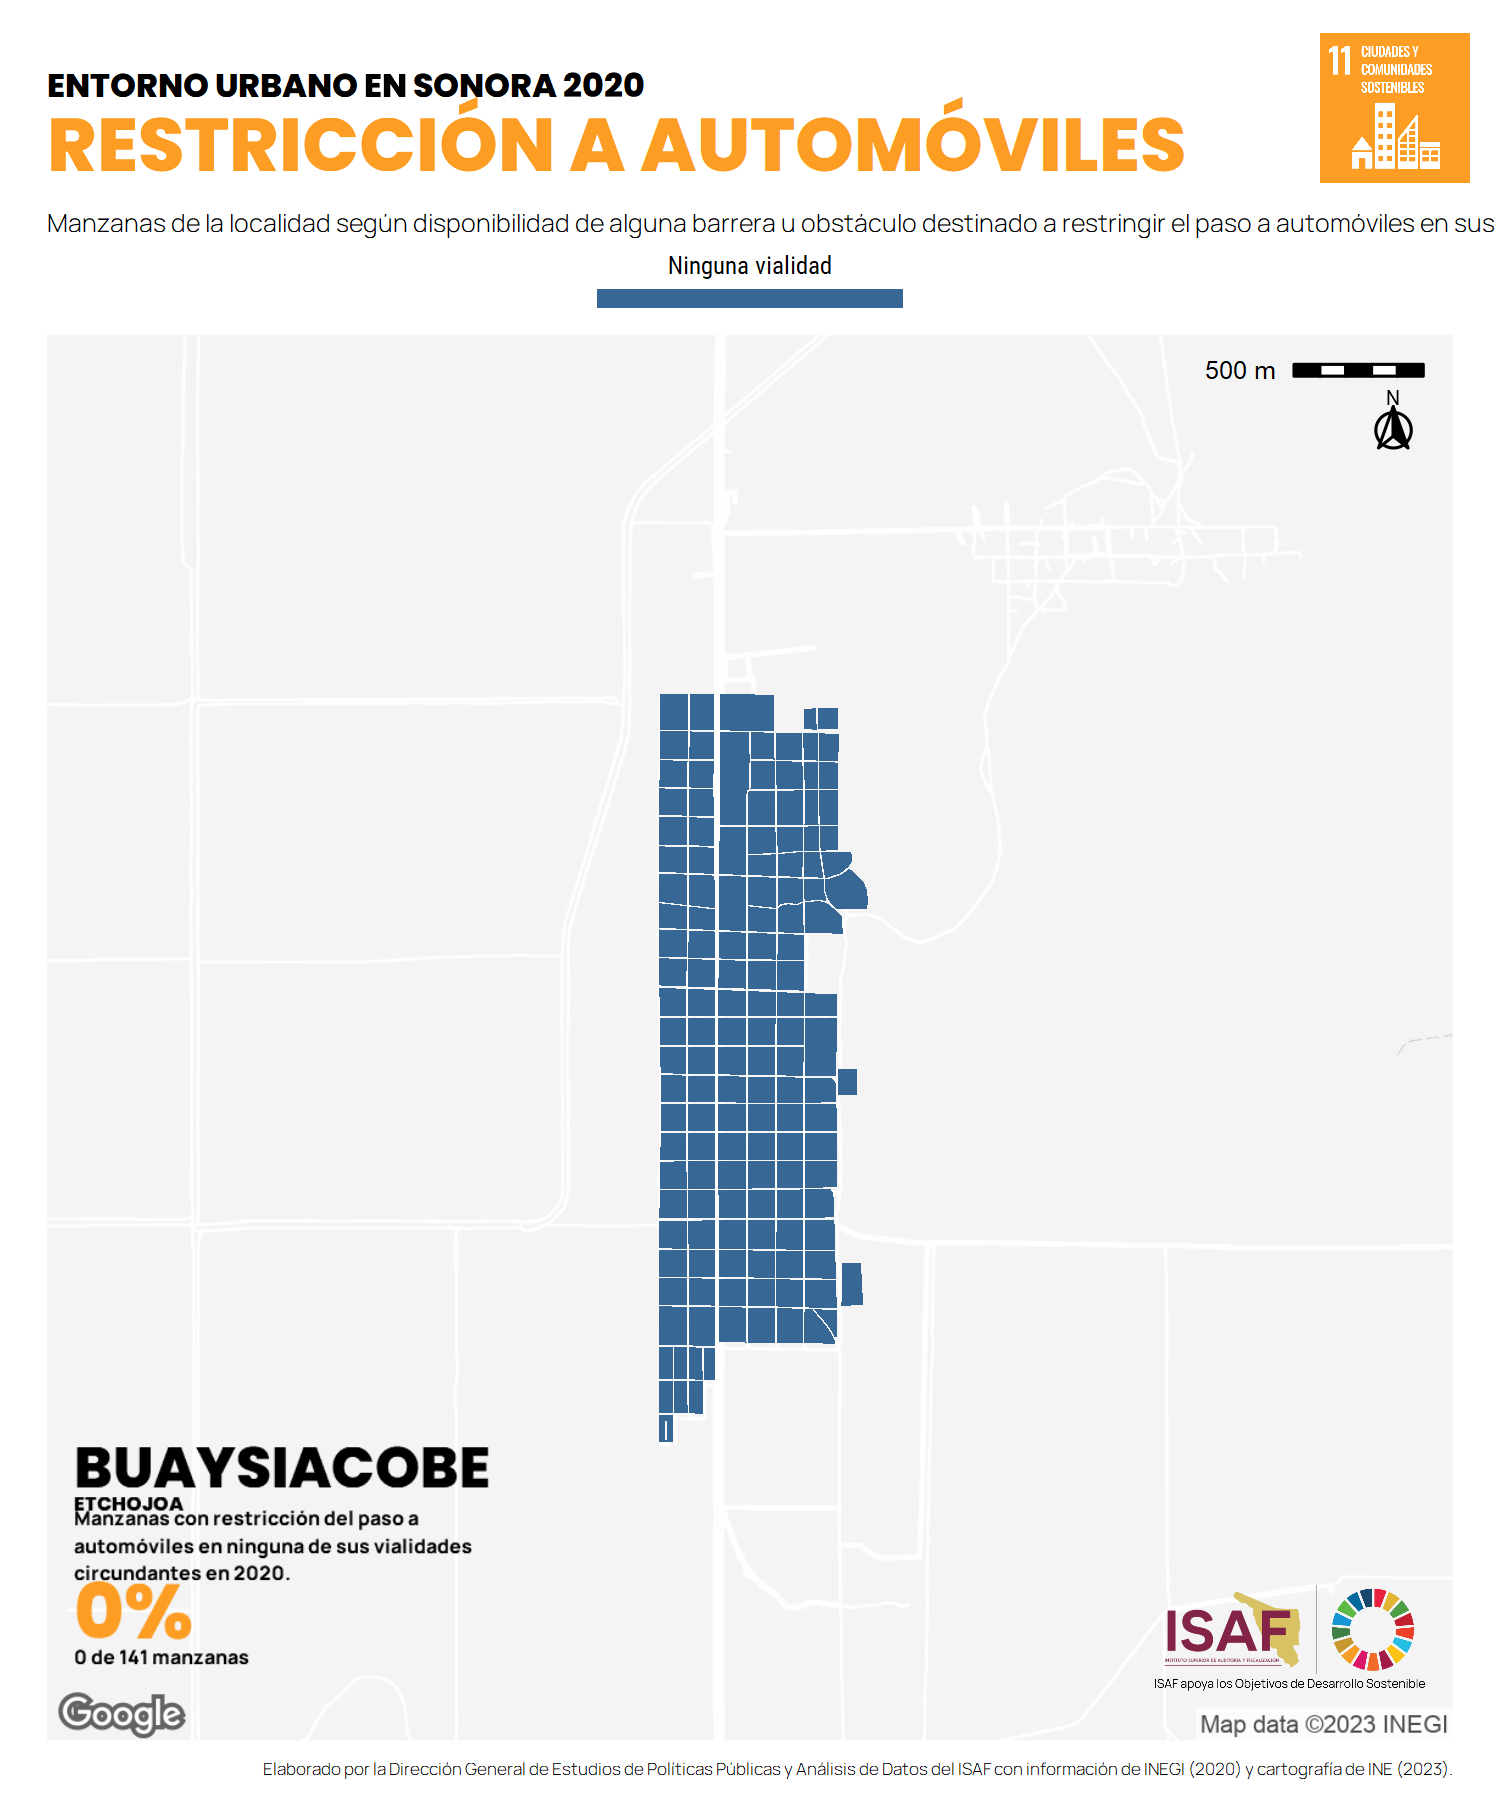 ENTORNO URBANO EN SONORA 2020
RESTRICCIÓN A AUTOMÓVILES
11 CIUDADES Y
COMUNIDADES
SOSTENIBLES
Manzanas de la localidad según disponibilidad de alguna barrera u obstáculo destinado a restringir el paso a automóviles en sus
Ninguna vialidad
500 m
N
BUAYSIACOBE
ETCHOJOA
Manzanas con restricción del paso a
automóviles en ninguna de sus vialidades
circundantes en 2020.
0%
0 de 141 manzanas
Google
ISAF
INSTITUTO SUPERIOR DE AUDITORÍA Y FISCALIZACIÓN
ISAF apoya los Objetivos de Desarrollo Sostenible
Map data ©2023 INEGI
Elaborado por la Dirección General de Estudios de Políticas Públicas y Análisis de Datos del ISAF con información de INEGI (2020) y cartografía de INE (2023).